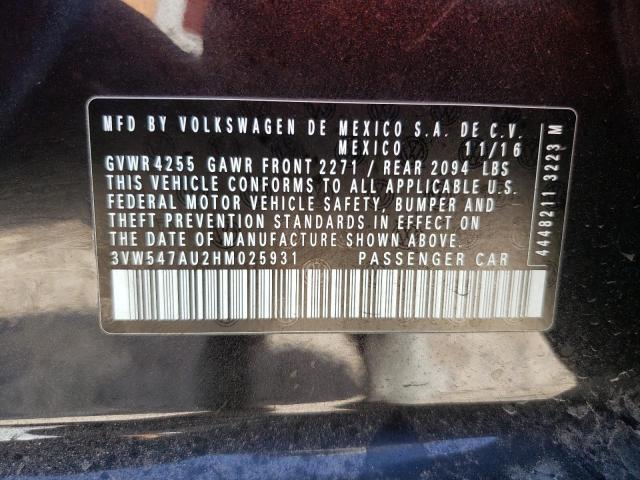 MFD BY VOLKSWAGEN DE MEXICO S.A. DE C.V.
MEXICO 11/16
GVWR 4255 GAWR FRONT 2271 / REAR 2094 LBS
THIS VEHICLE CONFORMS TO ALL APPLICABLE U.S.
FEDERAL MOTOR VEHICLE SAFETY, BUMPER AND
THEFT PREVENTION STANDARDS IN EFFECT ON
THE DATE OF MANUFACTURE SHOWN ABOVE.
3VW547AU2HM025931 PASSENGER CAR
4448211 3223 M